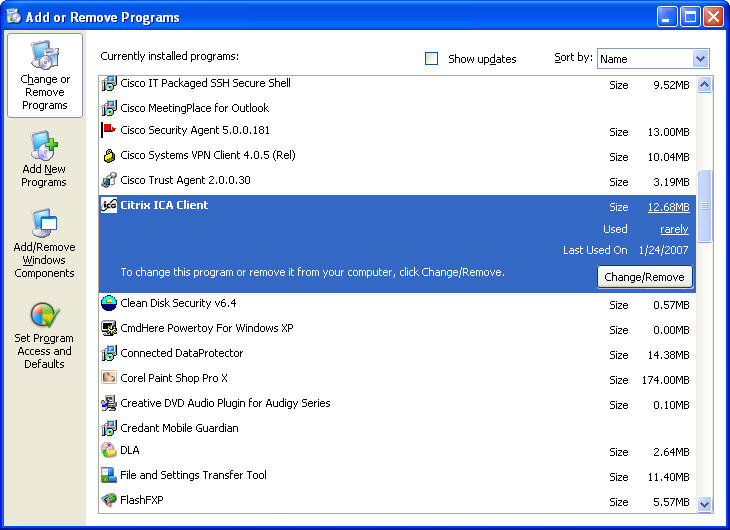 Add or Remove Programs
Change or
Remove
Programs
Add New
Programs
Add/Remove
Windows
Components
Set Program
Access and
Defaults
Currently installed programs:
Show updates
Sort by: Name
Cisco IT Packaged SSH Secure Shell Size 9.52MB
Cisco MeetingPlace for Outlook
Cisco Security Agent 5.0.0.181 Size 13.00MB
Cisco Systems VPN Client 4.0.5 (Rel) Size 10.04MB
Cisco Trust Agent 2.0.0.30 Size 3.19MB
Citrix ICA Client Size 12.68MB
Used rarely
Last Used On 1/24/2007
To change this program or remove it from your computer, click Change/Remove. Change/Remove
Clean Disk Security v6.4 Size 0.57MB
CmdHere Powertoy For Windows XP Size 0.00MB
Connected DataProtector Size 14.38MB
Corel Paint Shop Pro X Size 174.00MB
Creative DVD Audio Plugin for Audigy Series Size 0.10MB
Credant Mobile Guardian
DLA Size 2.64MB
File and Settings Transfer Tool Size 11.40MB
FlashFXP Size 5.57MB